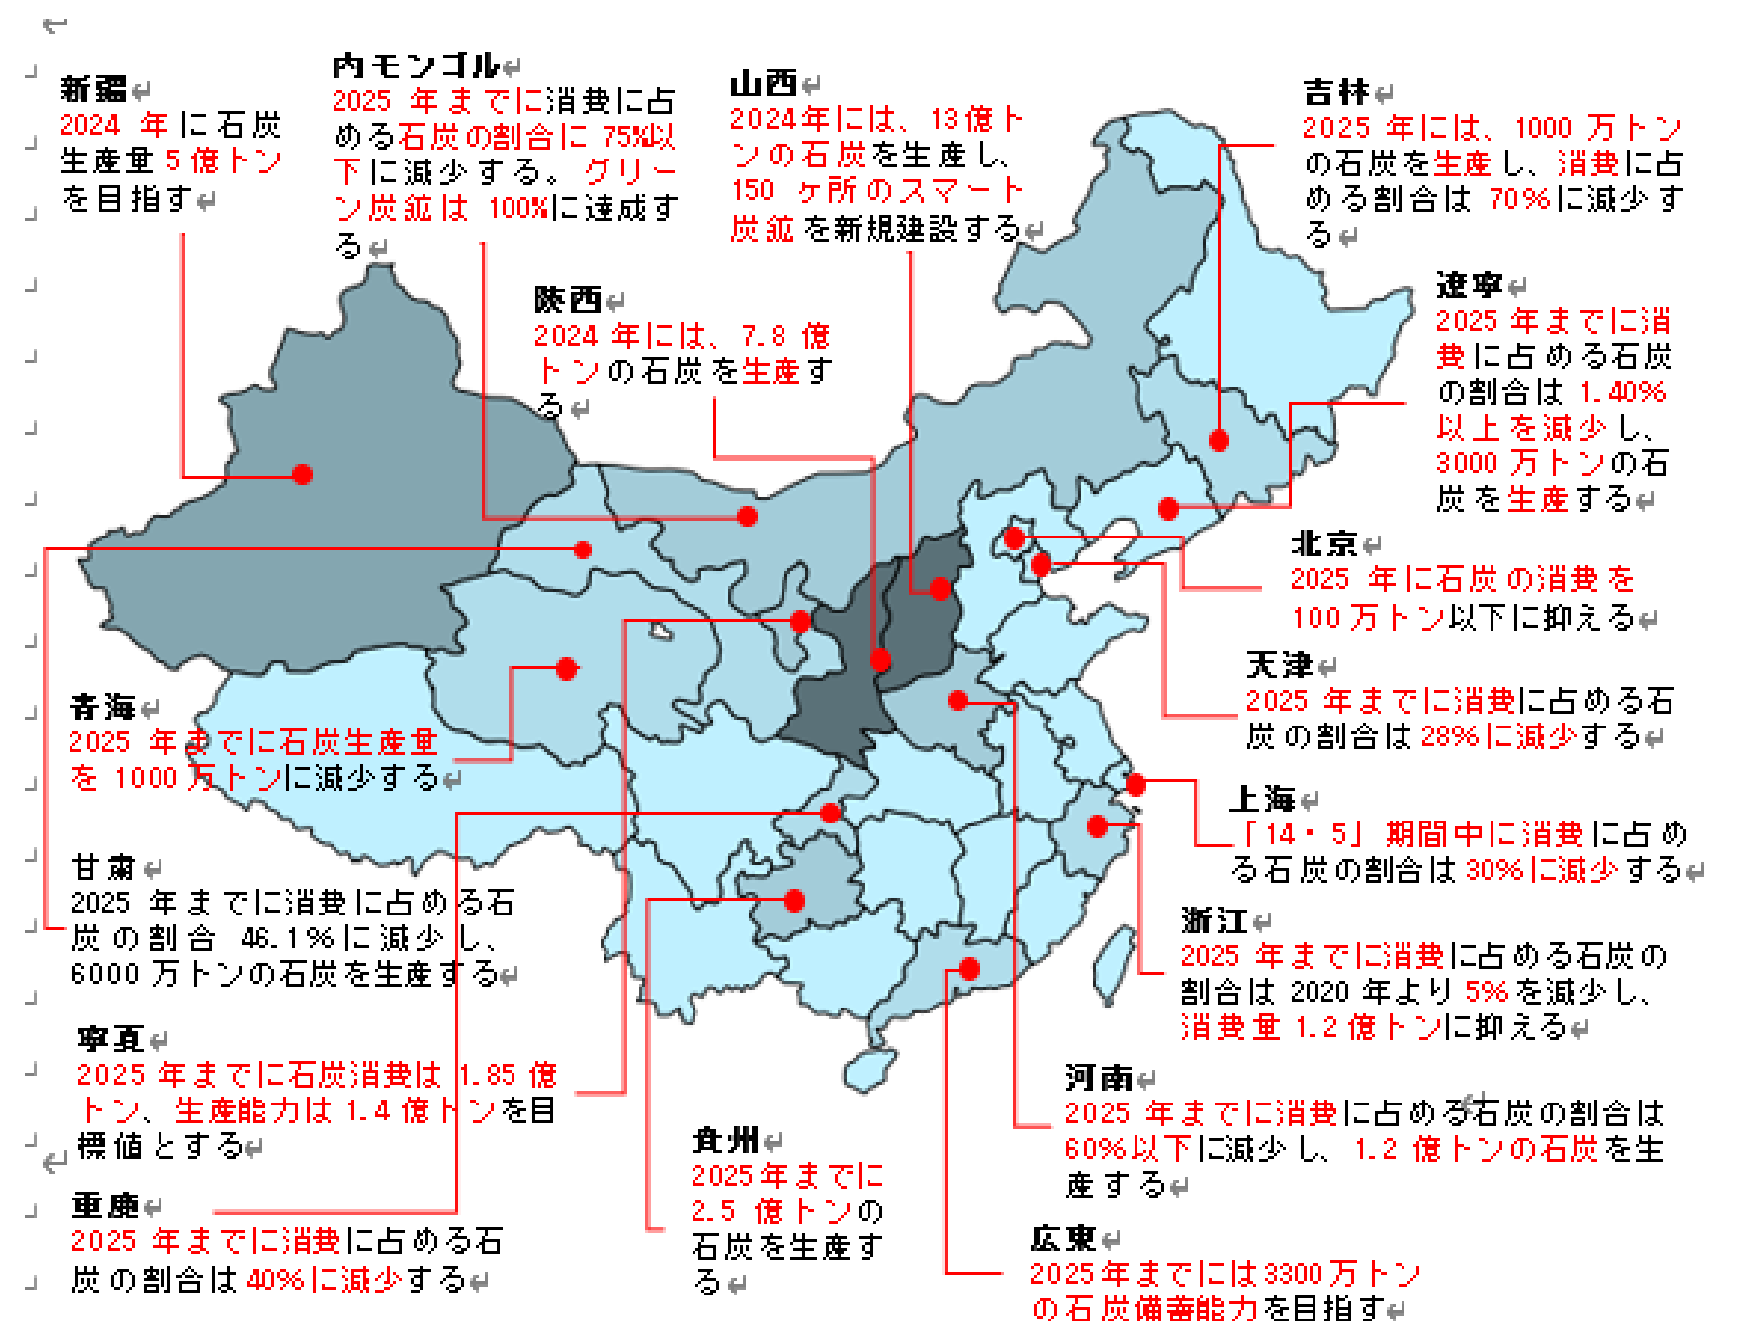 新疆
2024 年に石炭
生産量 5 億トン
を目指す
内モンゴル
2025 年までに消費に占
める石炭の割合に 75%以
下に減少する。グリー
ン炭鉱は 100%に達成す
る
山西
2024年には、13億ト
ンの石炭を生産し、
150 ヶ所のスマート
炭鉱を新規建設する
吉林
2025 年には、1000 万トン
の石炭を生産し、消費に占
める割合は 70%に減少す
る
陝西
2024 年には、7.8 億
トンの石炭を生産す
る
遼寧
2025 年までに消
費に占める石炭
の割合は 1.40%
以上を減少し、
3000 万トンの石
炭を生産する
北京
2025 年に石炭の消費を
100 万トン以下に抑える
天津
2025 年までに消費に占める石
炭の割合は 28%に減少する
青海
2025 年までに石炭生産量
を 1000 万トンに減少する
上海
「14・5」期間中に消費に占め
る石炭の割合は 30%に減少する
甘粛
2025 年までに消費に占める石
炭の割合 46.1%に減少し、
6000 万トンの石炭を生産する
浙江
2025 年までに消費に占める石炭の
割合は 2020 年より 5%を減少し、
消費量 1.2 億トンに抑える
寧夏
2025 年までに石炭消費は 1.85 億
トン、生産能力は 1.4 億トンを目
標値とする
河南
2025 年までに消費に占める石炭の割合は
60%以下に減少し、1.2 億トンの石炭を生
産する
貴州
2025年までに
2.5 億トンの
石炭を生産す
る
重慶
2025 年までに消費に占める石
炭の割合は 40%に減少する
広東
2025年までには3300万トン
の石炭備蓄能力を目指す